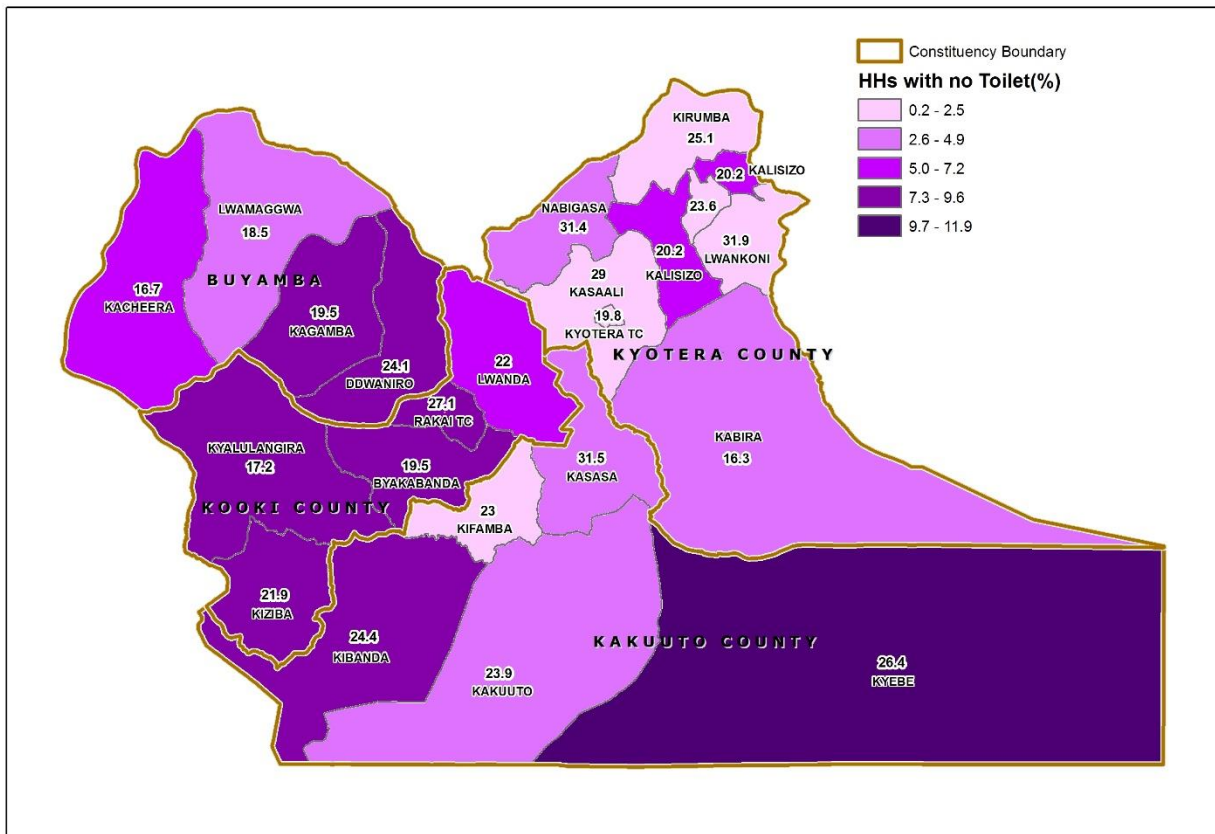 Constituency Boundary
HHs with no Toilet(%)
0.2 - 2.5
2.6 - 4.9
5.0 - 7.2
7.3 - 9.6
9.7 - 11.9
KIRUMBA
25.1
20.2
KALISIZO
23.6
NABIGASA
31.4
31.9
LWANKONI
20.2
KALISIZO
29
KASAALI
19.8
KYOTERA TC
KYOTERA COUNTY
LWAMAGGWA
18.5
BUYAMBA
16.7
KACHEERA
19.5
KAGAMBA
24.1
DDWANIRO
22
LWANDA
27.1
RAKAI TC
KABIRA
16.3
KYALULANGIRA
17.2
19.5
BYAKABANDA
31.5
KASASA
KOOKI COUNTY
23
KIFAMBA
21.9
KIZIBA
24.4
KIBANDA
KAKUUTO COUNTY
23.9
KAKUUTO
26.4
KYEBE